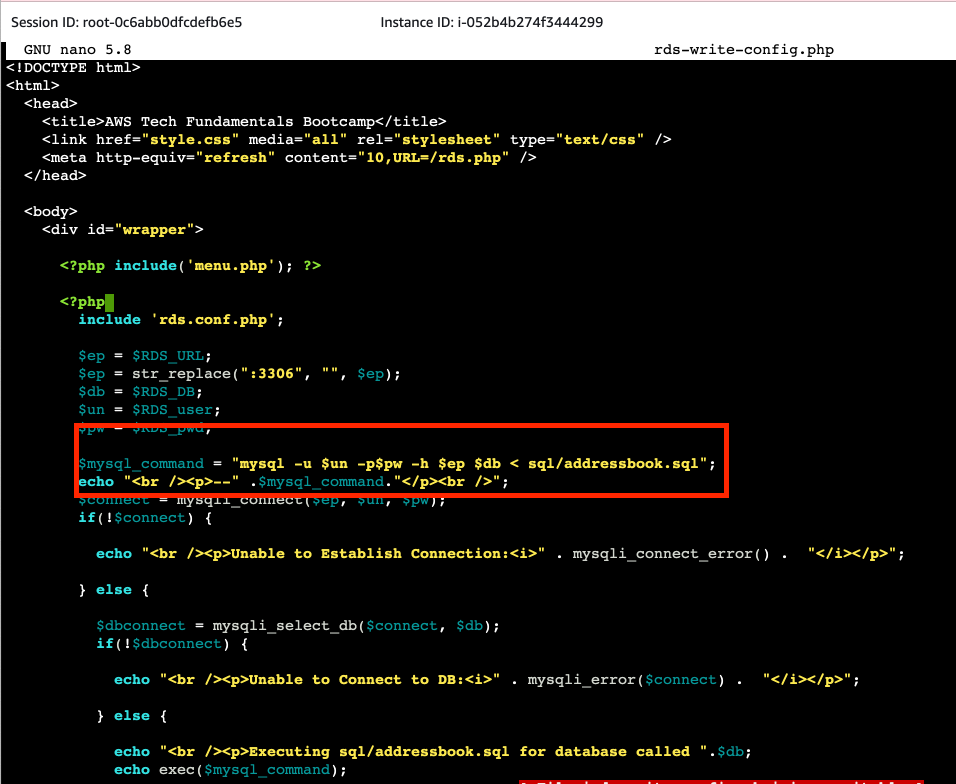 Session ID: root-0c6abb0dfcdefb6e5 Instance ID: i-052b4b274f3444299
GNU nano 5.8 rds-write-config.php
<!DOCTYPE html>
<html>
  <head>
    <title>AWS Tech Fundamentals Bootcamp</title>
    <link href="style.css" media="all" rel="stylesheet" type="text/css" />
    <meta http-equiv="refresh" content="10,URL=/rds.php" />
  </head>
  <body>
    <div id="wrapper">
      <?php include('menu.php'); ?>
      <?php
        include 'rds.conf.php';
        $ep = $RDS_URL;
        $ep = str_replace(":3306", "", $ep);
        $db = $RDS_DB;
        $un = $RDS_user;
        $pw = $RDS_pwd;
        $mysql_command = "mysql -u $un -p$pw -h $ep $db < sql/addressbook.sql";
        echo "<br /><p>--" .$mysql_command."</p><br />";
        $connect = mysqli_connect($ep, $un, $pw);
        if(!$connect) {
          echo "<br /><p>Unable to Establish Connection:<i>" . mysqli_connect_error() .  "</i></p>";
        } else {
          $dbconnect = mysqli_select_db($connect, $db);
          if(!$dbconnect) {
            echo "<br /><p>Unable to Connect to DB:<i>" . mysqli_error($connect) .  "</i></p>";
          } else {
            echo "<br /><p>Executing sql/addressbook.sql for database called ".$db;
            echo exec($mysql_command);